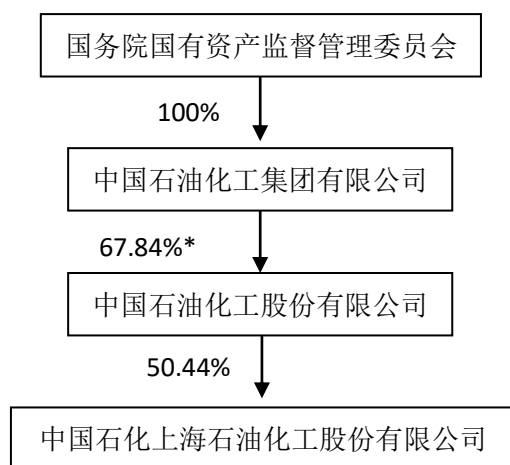 国务院国有资产监督管理委员会
100%
中国石油化工集团有限公司
67.84%*
中国石油化工股份有限公司
50.44%
中国石化上海石油化工股份有限公司